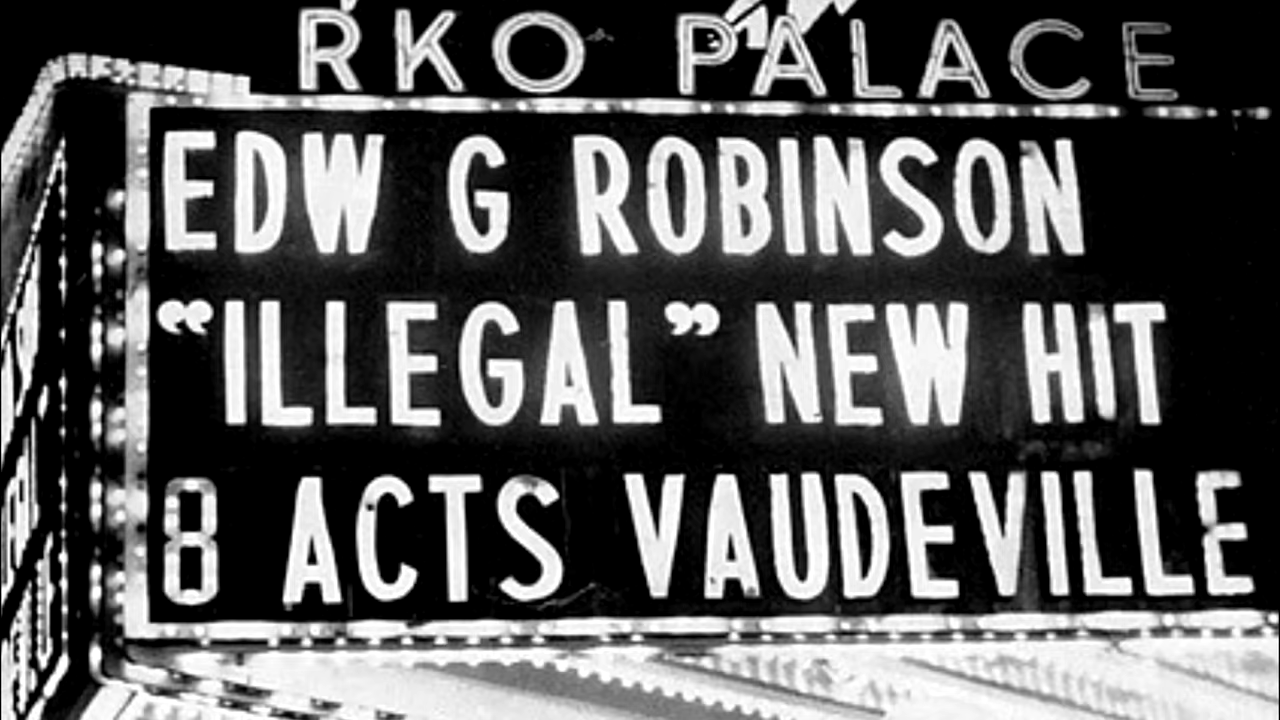 RKO PALACE
EDW G ROBINSON
“ILLEGAL” NEW HIT
8 ACTS VAUDEVILLE